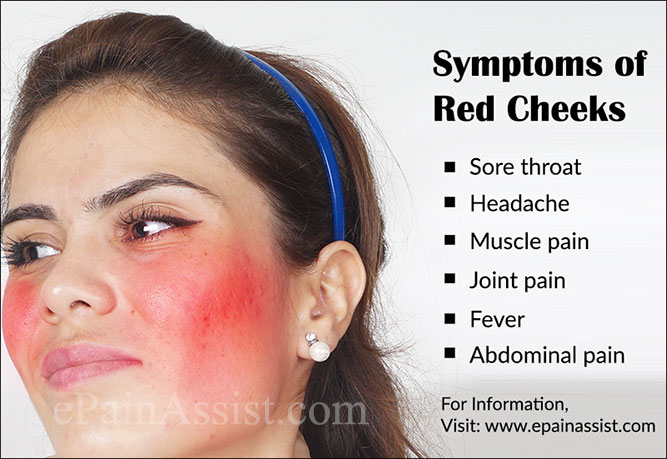 Symptoms of
Red Cheeks
▪ Sore throat
▪ Headache
▪ Muscle pain
▪ Joint pain
▪ Fever
▪ Abdominal pain
ePainAssist.com
For Information,
Visit: www.epainassist.com